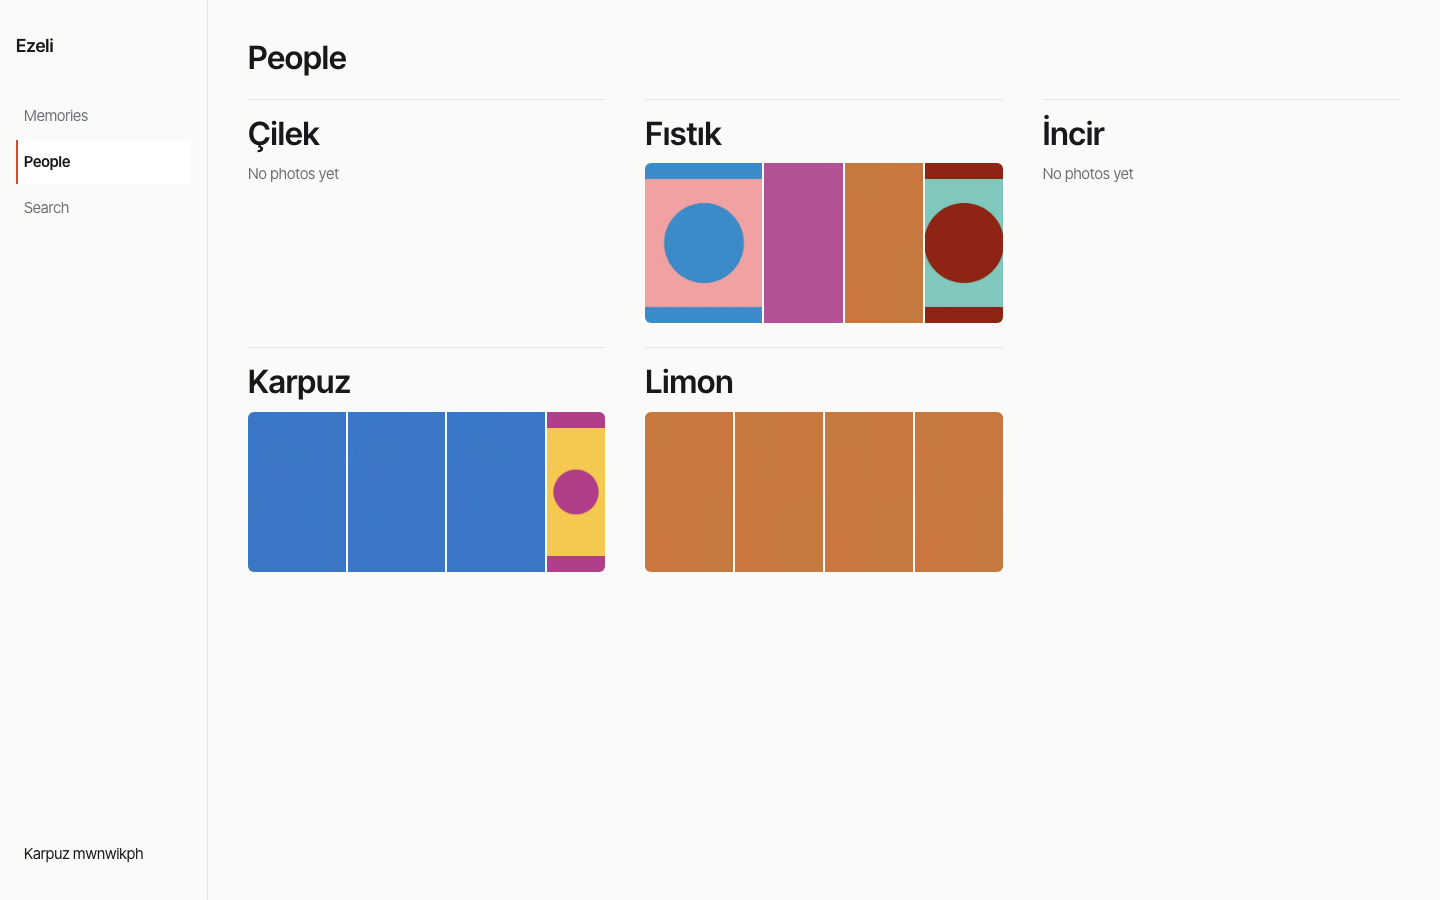 Ezeli
Memories
People
Search
Karpuz mwnwikph
People
Çilek
No photos yet
Fıstık
İncir
No photos yet
Karpuz
Limon